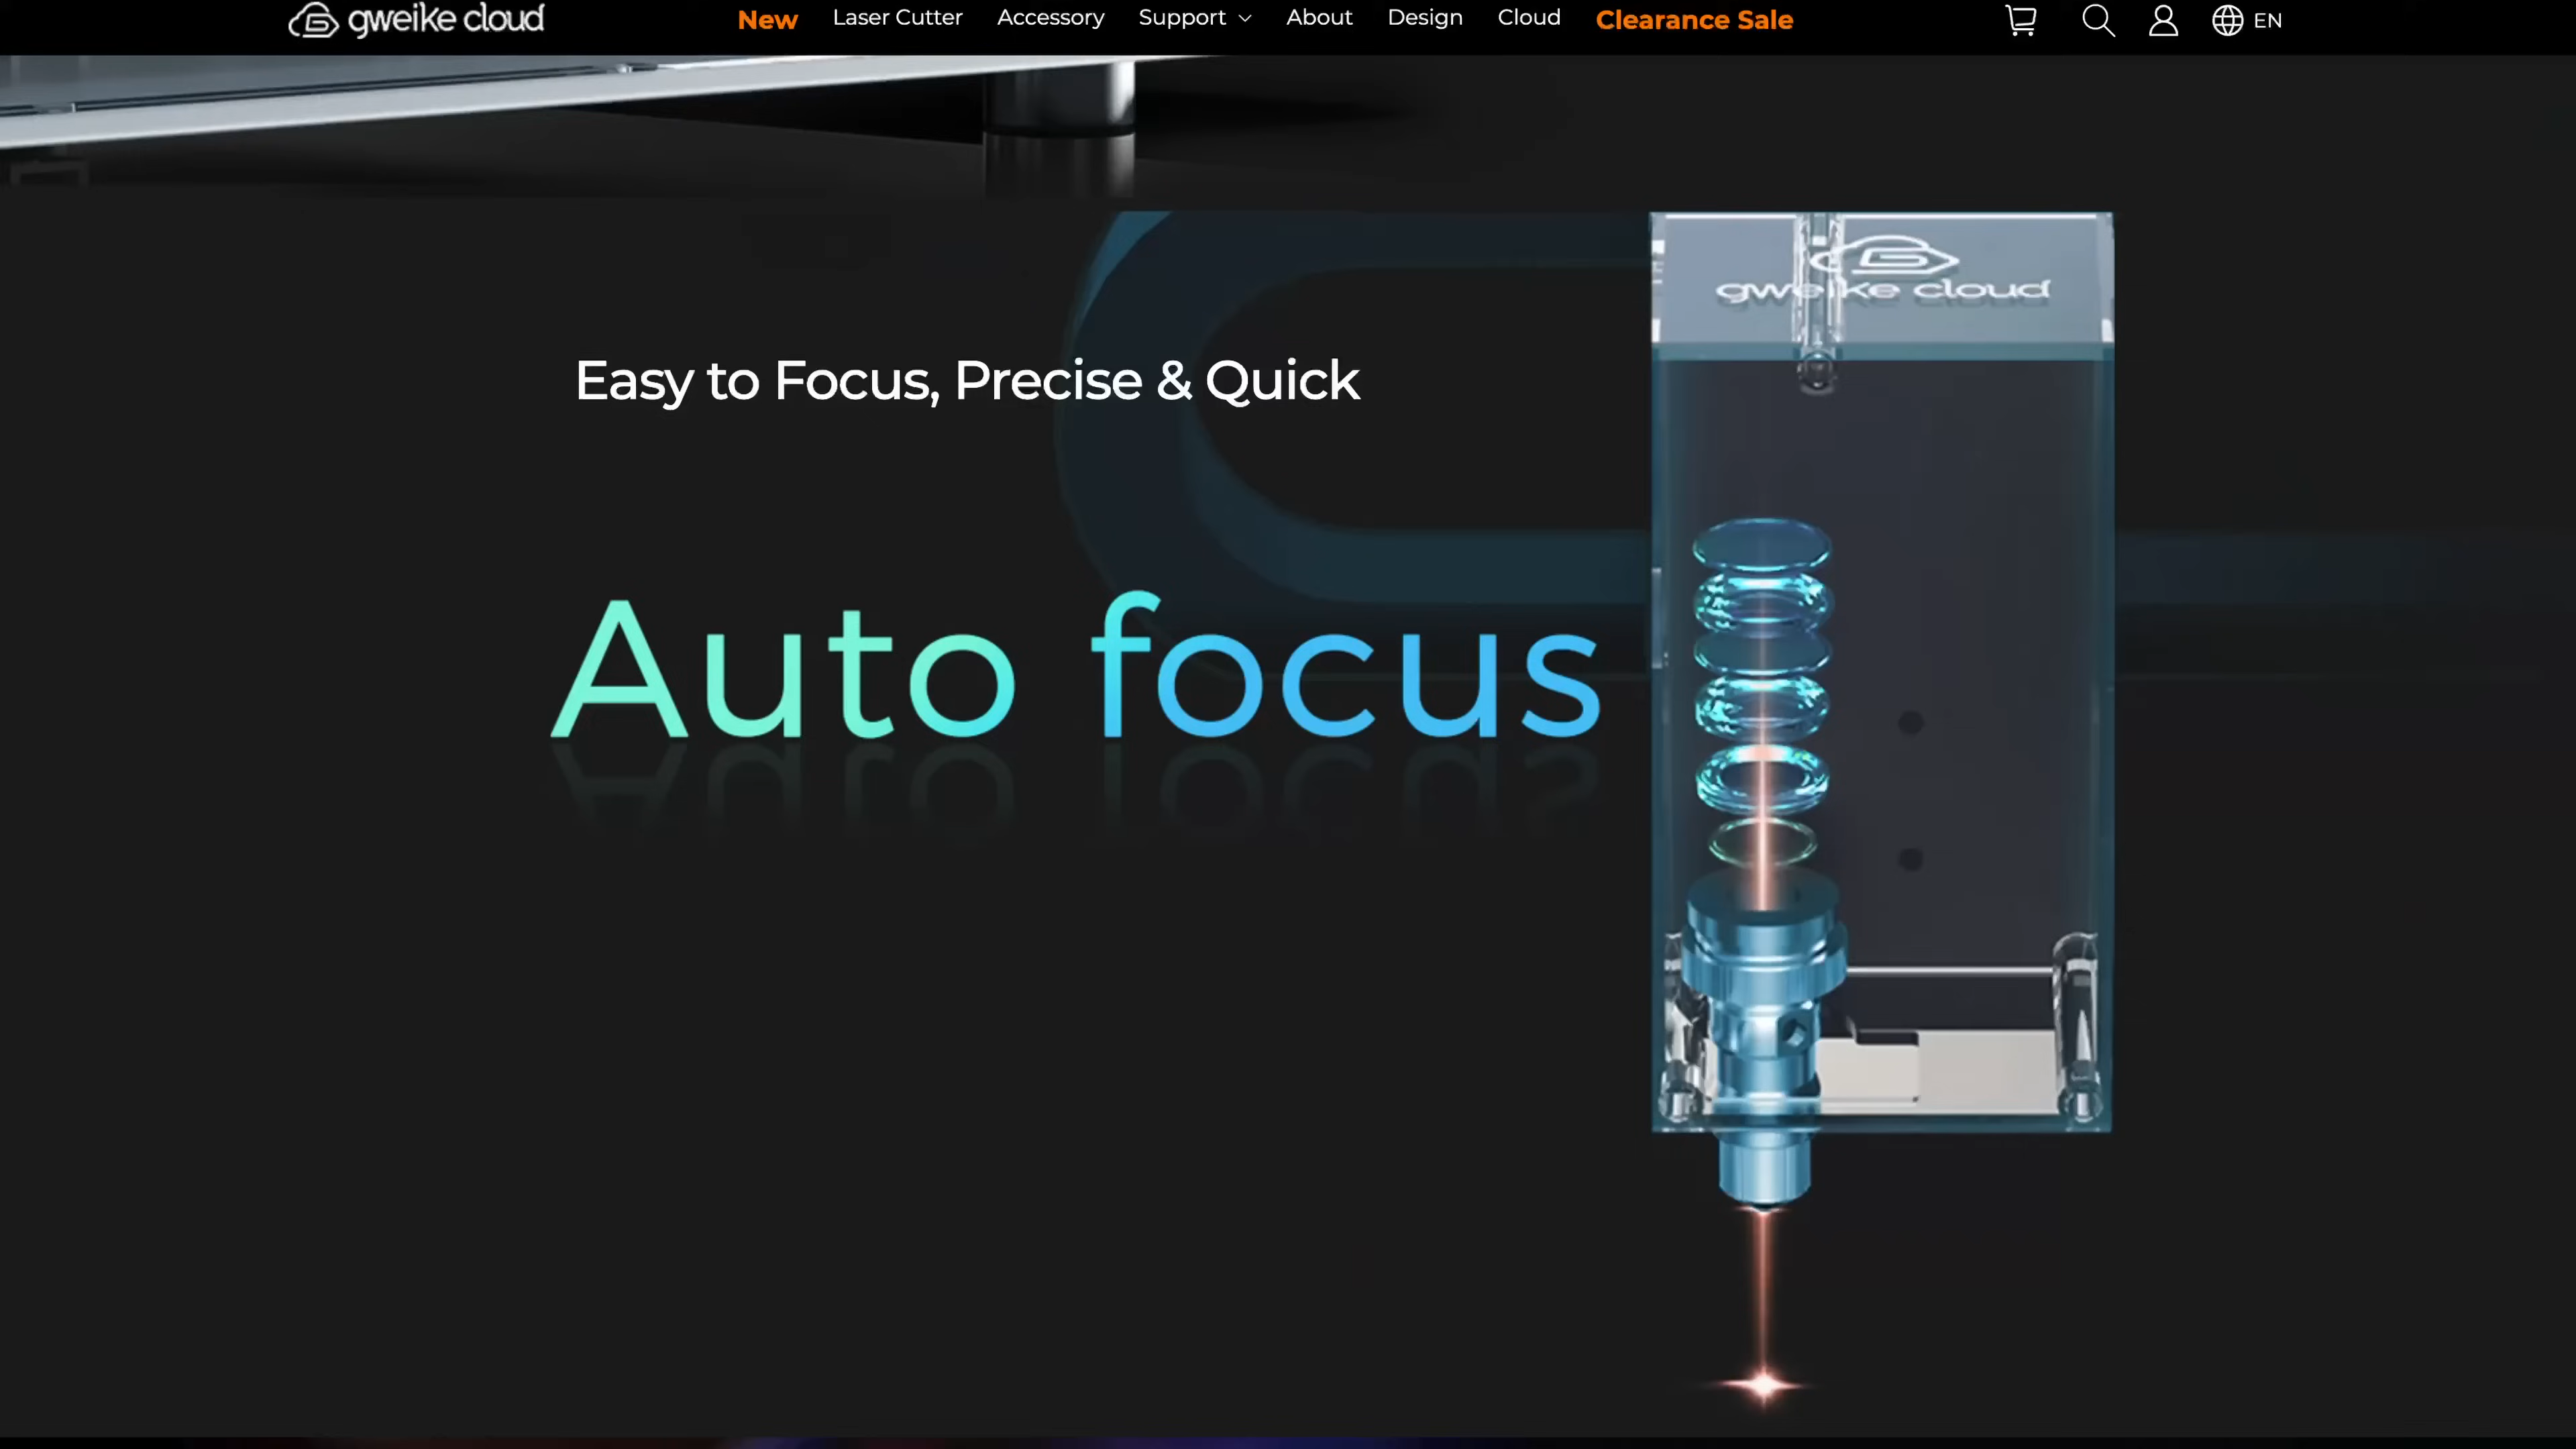 gweike cloud
New
Laser Cutter
Accessory
Support
About
Design
Cloud
Clearance Sale
EN
gweike cloud
Easy to Focus, Precise & Quick
Auto focus